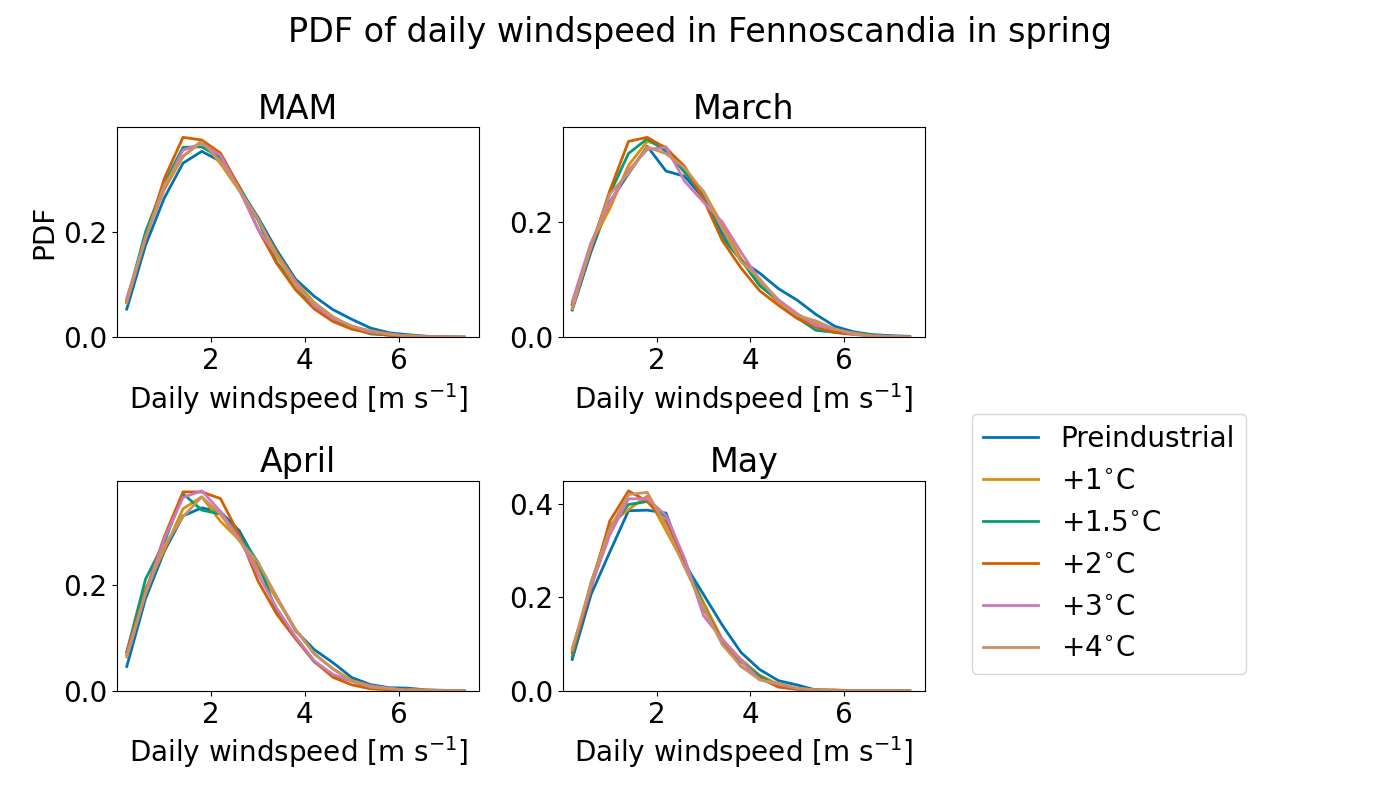 PDF of daily windspeed in Fennoscandia in spring
MAM
March
PDF
0.2
0.0
2 4 6
Daily windspeed [m s⁻¹]
0.2
0.0
2 4 6
Daily windspeed [m s⁻¹]
April
May
0.2
0.0
2 4 6
Daily windspeed [m s⁻¹]
0.4
0.2
0.0
2 4 6
Daily windspeed [m s⁻¹]
Preindustrial
+1°C
+1.5°C
+2°C
+3°C
+4°C